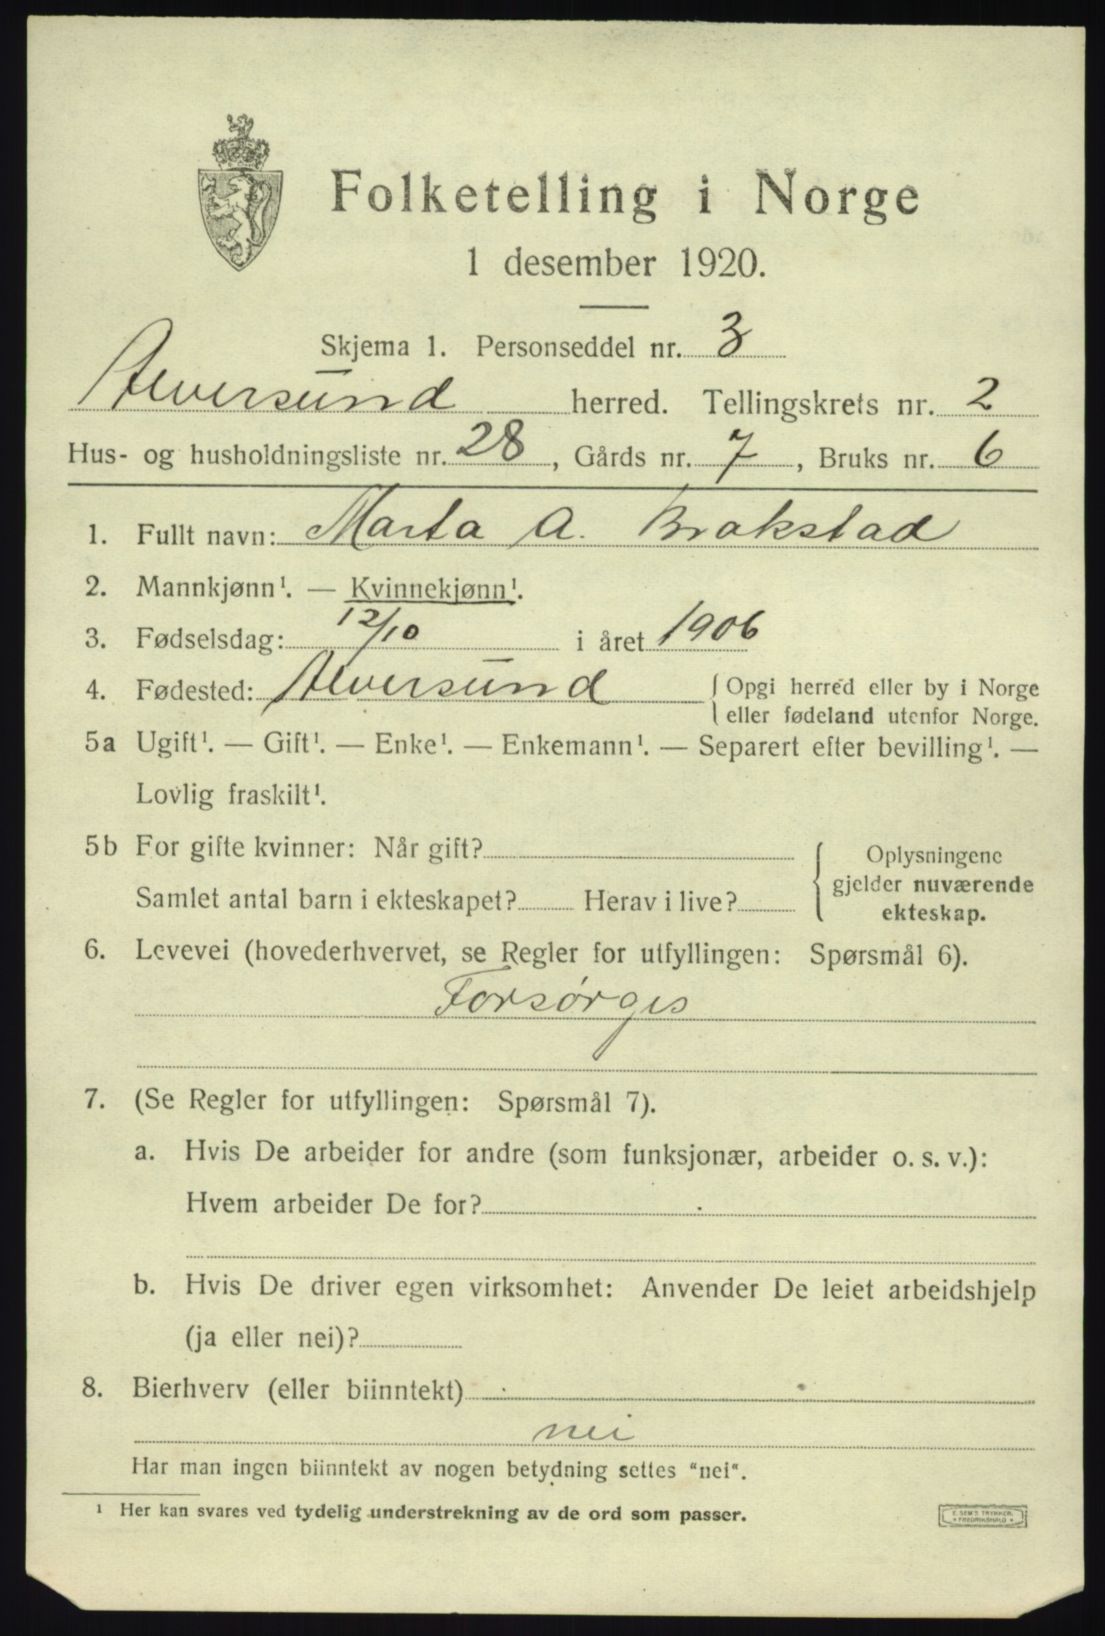 Folketelling i Norge
1 desember 1920.
Skjema 1. Personseddel nr. 3
Alversund herred. Tellingskrets nr. 2
Hus- og husholdningsliste nr. 28, Gårds nr. 7, Bruks nr. 6
1. Fullt navn: Marta A. Brakstad
2. Mannkjønn¹. — Kvinnekjønn¹.
3. Fødselsdag: 12/10 i året 1906
4. Fødested: Alversund { Opgi herred eller by i Norge
eller fødeland utenfor Norge.
5a Ugift¹. — Gift¹. — Enke¹. — Enkemann¹. — Separert efter bevilling¹. —
Lovlig fraskilt¹.
5b For gifte kvinner: Når gift? { Oplysningene
gjelder nuværende
Samlet antal barn i ekteskapet? Herav i live?
ekteskap.
6. Levevei (hovederhvervet, se Regler for utfyllingen: Spørsmål 6).
Forsørges
7. (Se Regler for utfyllingen: Spørsmål 7).
a. Hvis De arbeider for andre (som funksjonær, arbeider o. s. v.):
Hvem arbeider De for?
b. Hvis De driver egen virksomhet: Anvender De leiet arbeidshjelp
(ja eller nei)?
8. Bierhverv (eller biinntekt)
nei
Har man ingen biinntekt av nogen betydning settes "nei".
¹ Her kan svares ved tydelig understrekning av de ord som passer.
E. SEM'S TRYKKERI
FREDRIKSHALD